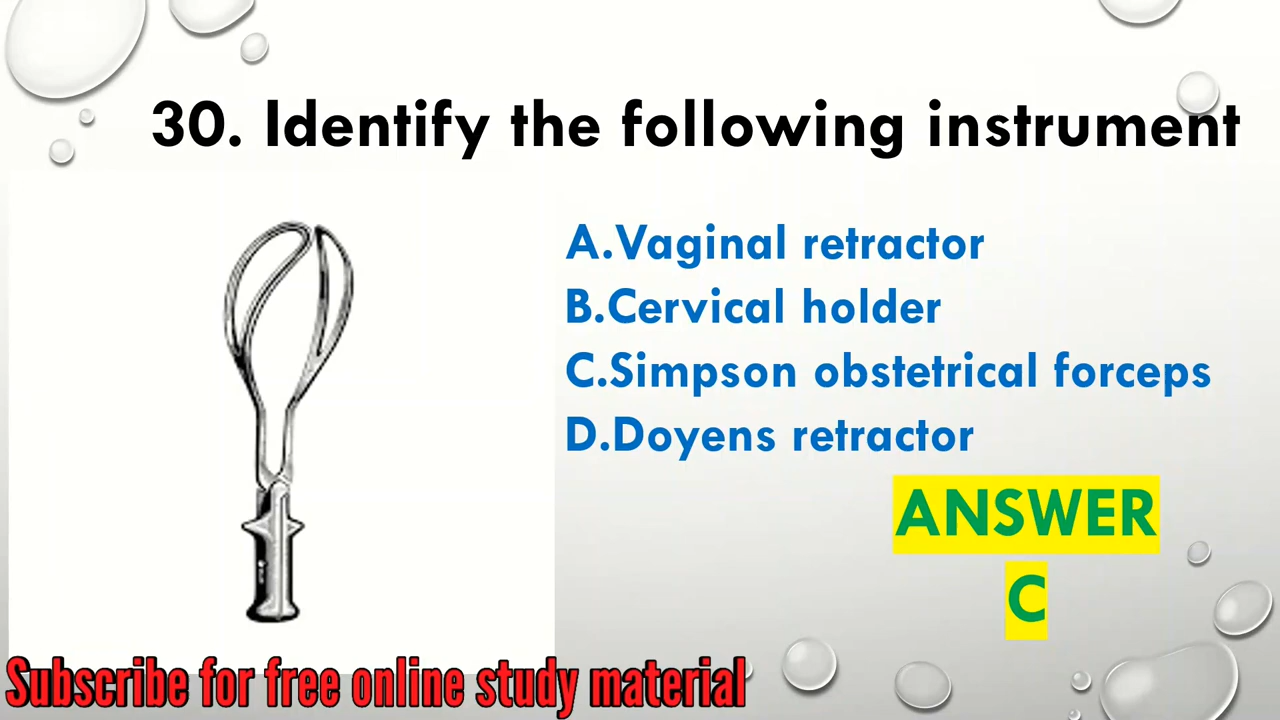 30. Identify the following instrument
A.Vaginal retractor
B.Cervical holder
C.Simpson obstetrical forceps
D.Doyens retractor
ANSWER
C
Subscribe for free online study material